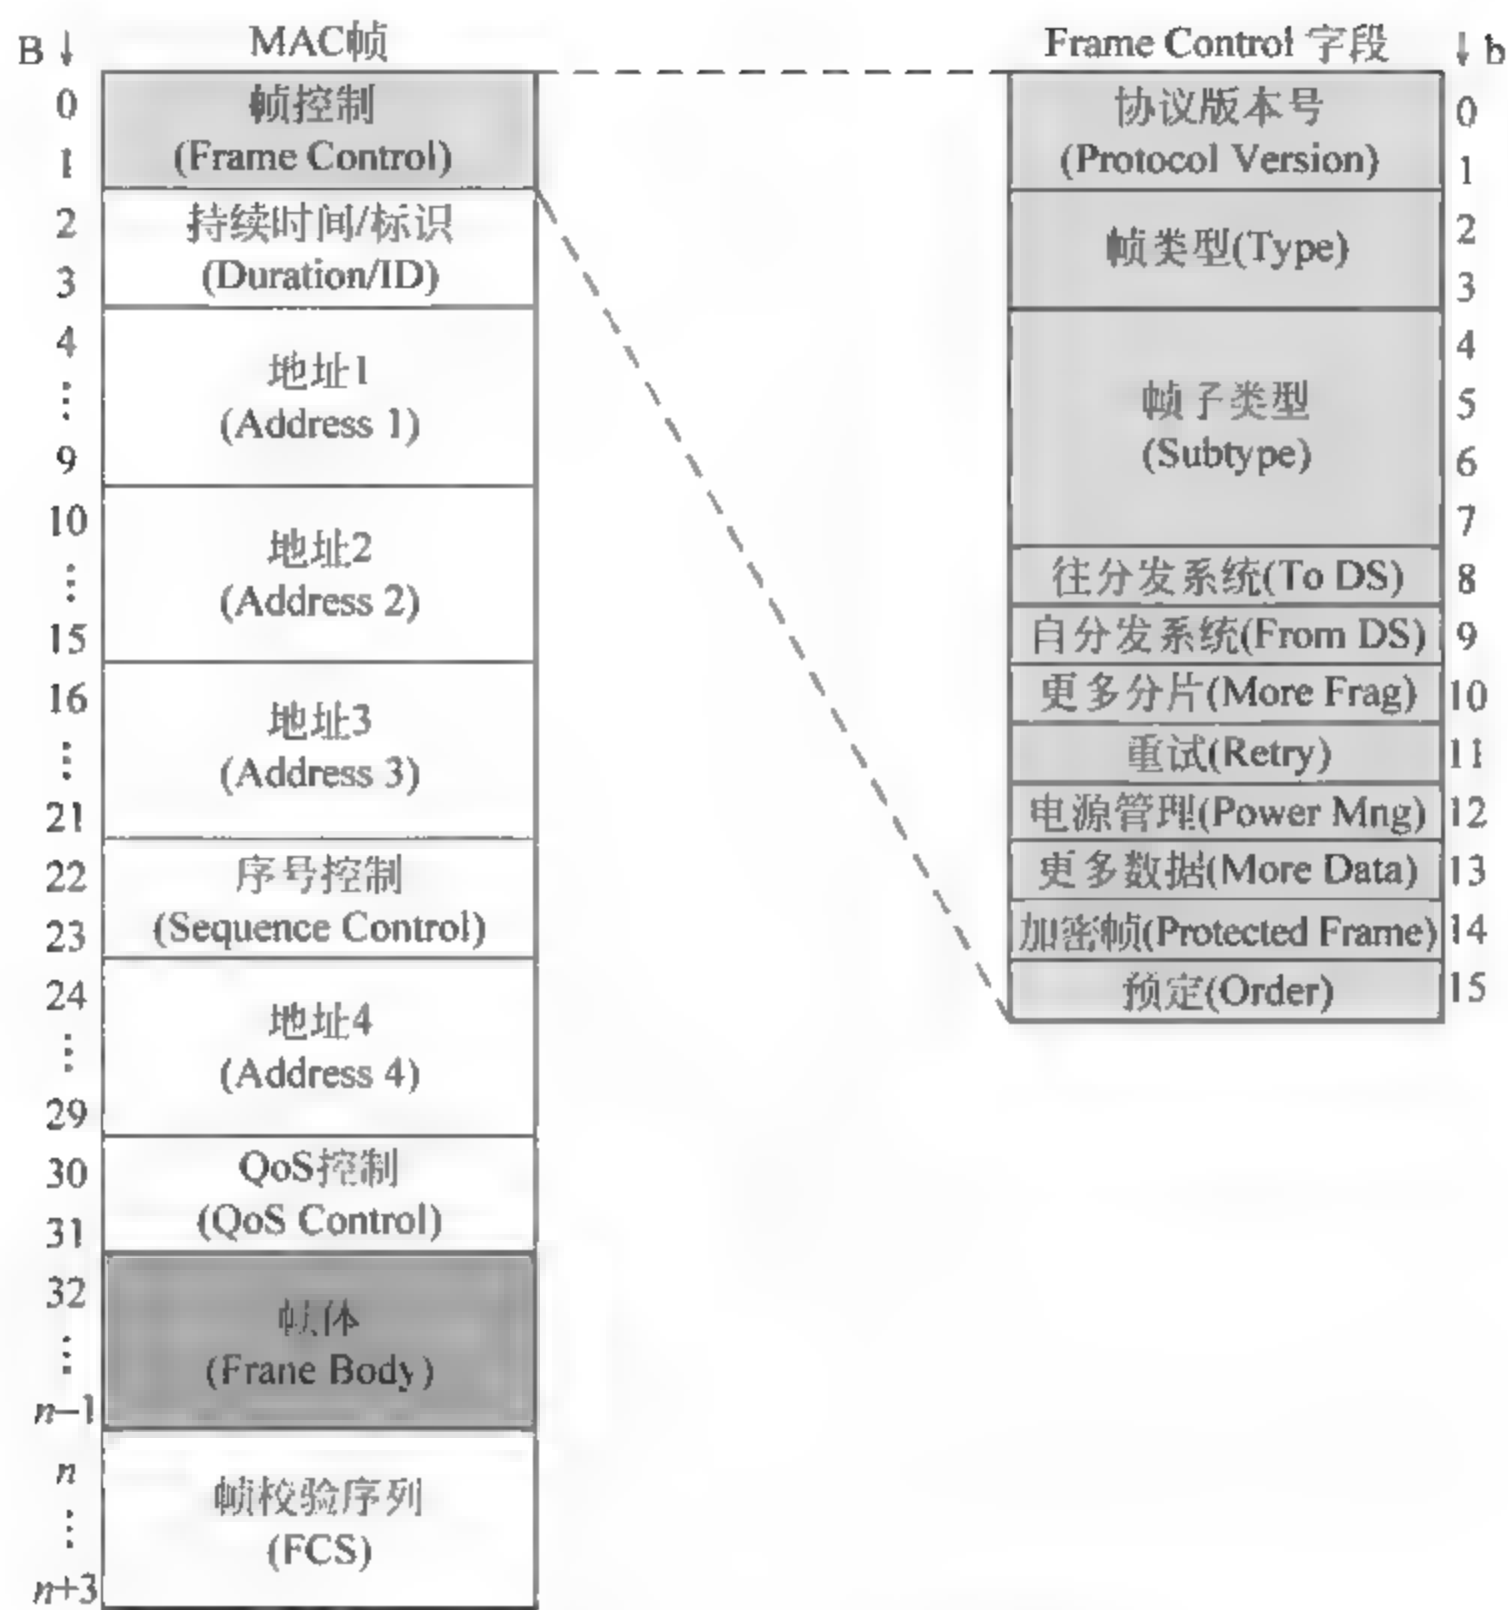 B ↓
MAC帧
0
帧控制
1
(Frame Control)
2
持续时间/标识
3
(Duration/ID)
4
地址1
⋮
(Address 1)
9
10
地址2
⋮
(Address 2)
15
16
地址3
⋮
(Address 3)
21
22
序号控制
23
(Sequence Control)
24
地址4
⋮
(Address 4)
29
30
QoS控制
31
(QoS Control)
32
帧体
⋮
(Frane Body)
n−1
n
帧校验序列
⋮
(FCS)
n+3
Frame Control 字段
↓ b
协议版本号
0
(Protocol Version)
1
帧类型(Type)
2
3
4
帧子类型
5
(Subtype)
6
7
往分发系统(To DS)
8
自分发系统(From DS)
9
更多分片(More Frag)
10
重试(Retry)
11
电源管理(Power Mng)
12
更多数据(More Data)
13
加密帧(Protected Frame)
14
预定(Order)
15